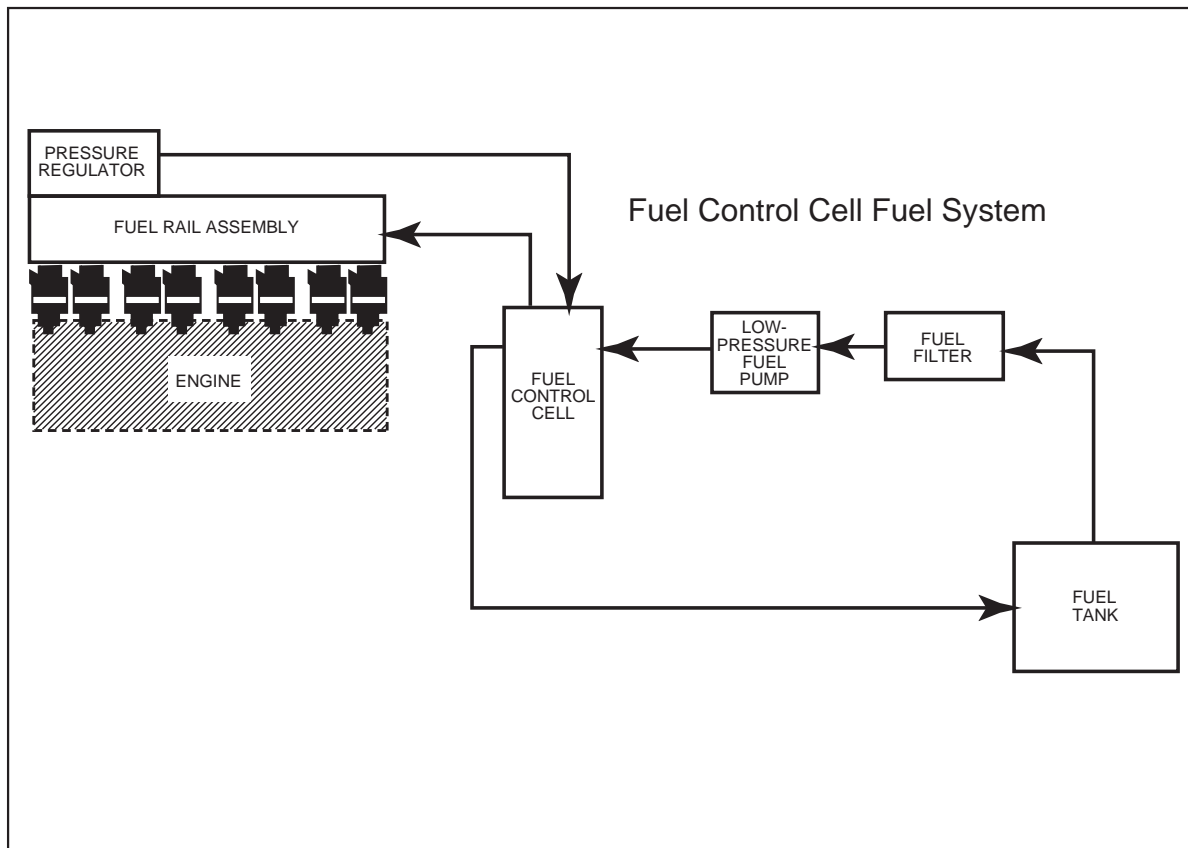 PRESSURE
REGULATOR
FUEL RAIL ASSEMBLY
Fuel Control Cell Fuel System
ENGINE
FUEL
CONTROL
CELL
LOW-
PRESSURE
FUEL
PUMP
FUEL
FILTER
FUEL
TANK